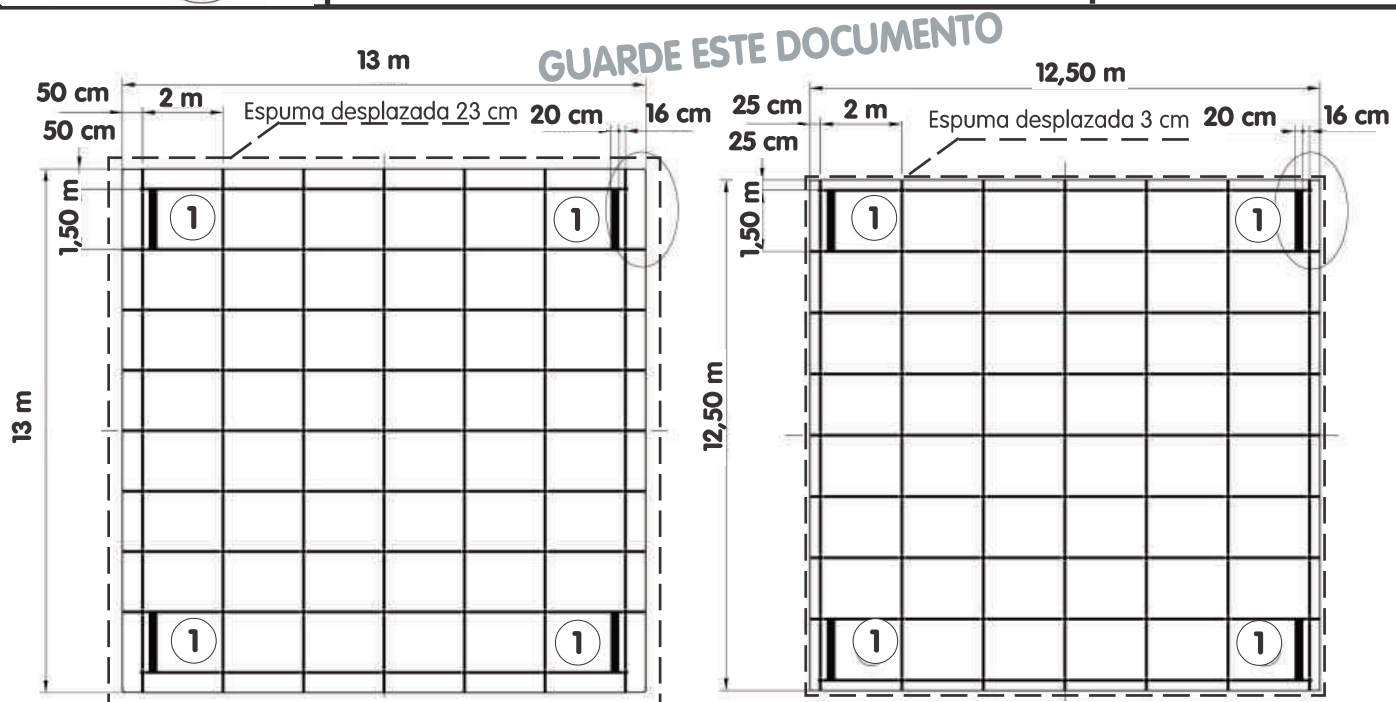 GUARDE ESTE DOCUMENTO
13 m
50 cm
2 m
Espuma desplazada 23 cm
20 cm
16 cm
50 cm
1,50 m
13 m
1
1
1
1
12,50 m
25 cm
2 m
Espuma desplazada 3 cm
20 cm
16 cm
25 cm
1,50 m
12,50 m
1
1
1
1